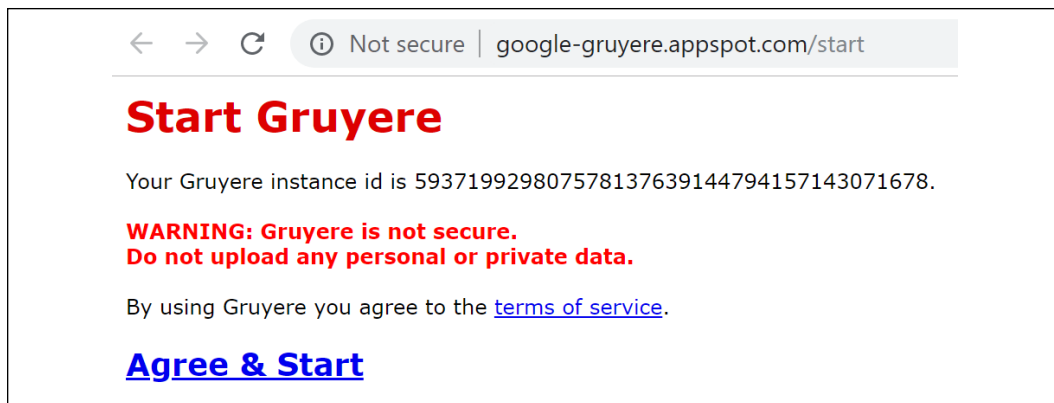 Not secure | google-gruyere.appspot.com/start
Start Gruyere
Your Gruyere instance id is 593719929807578137639144794157143071678.
WARNING: Gruyere is not secure.
Do not upload any personal or private data.
By using Gruyere you agree to the terms of service.
Agree & Start